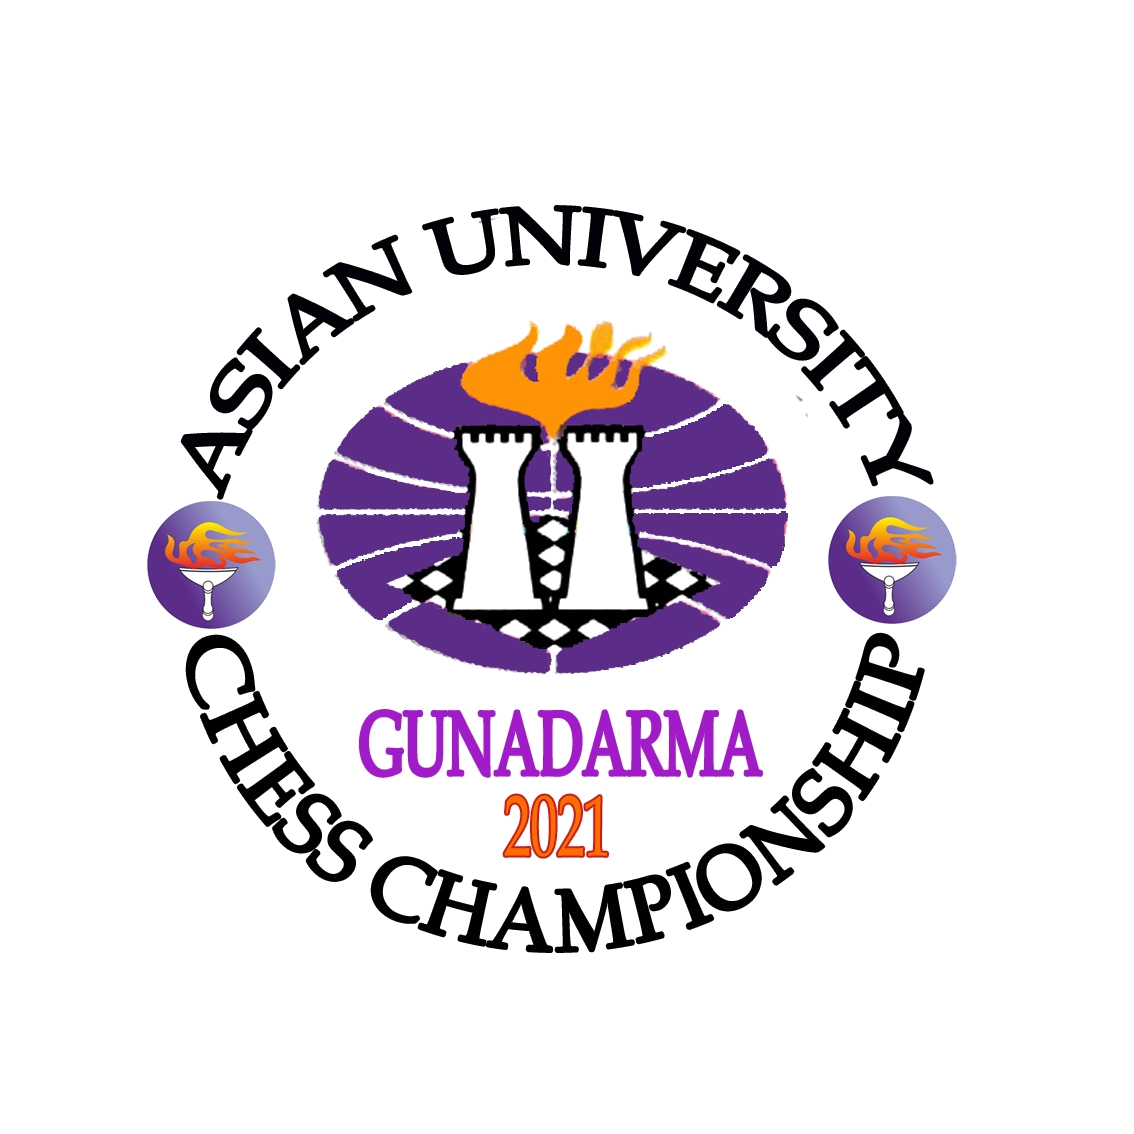 ASIAN UNIVERSITY
GUNADARMA
2021
CHESS CHAMPIONSHIP